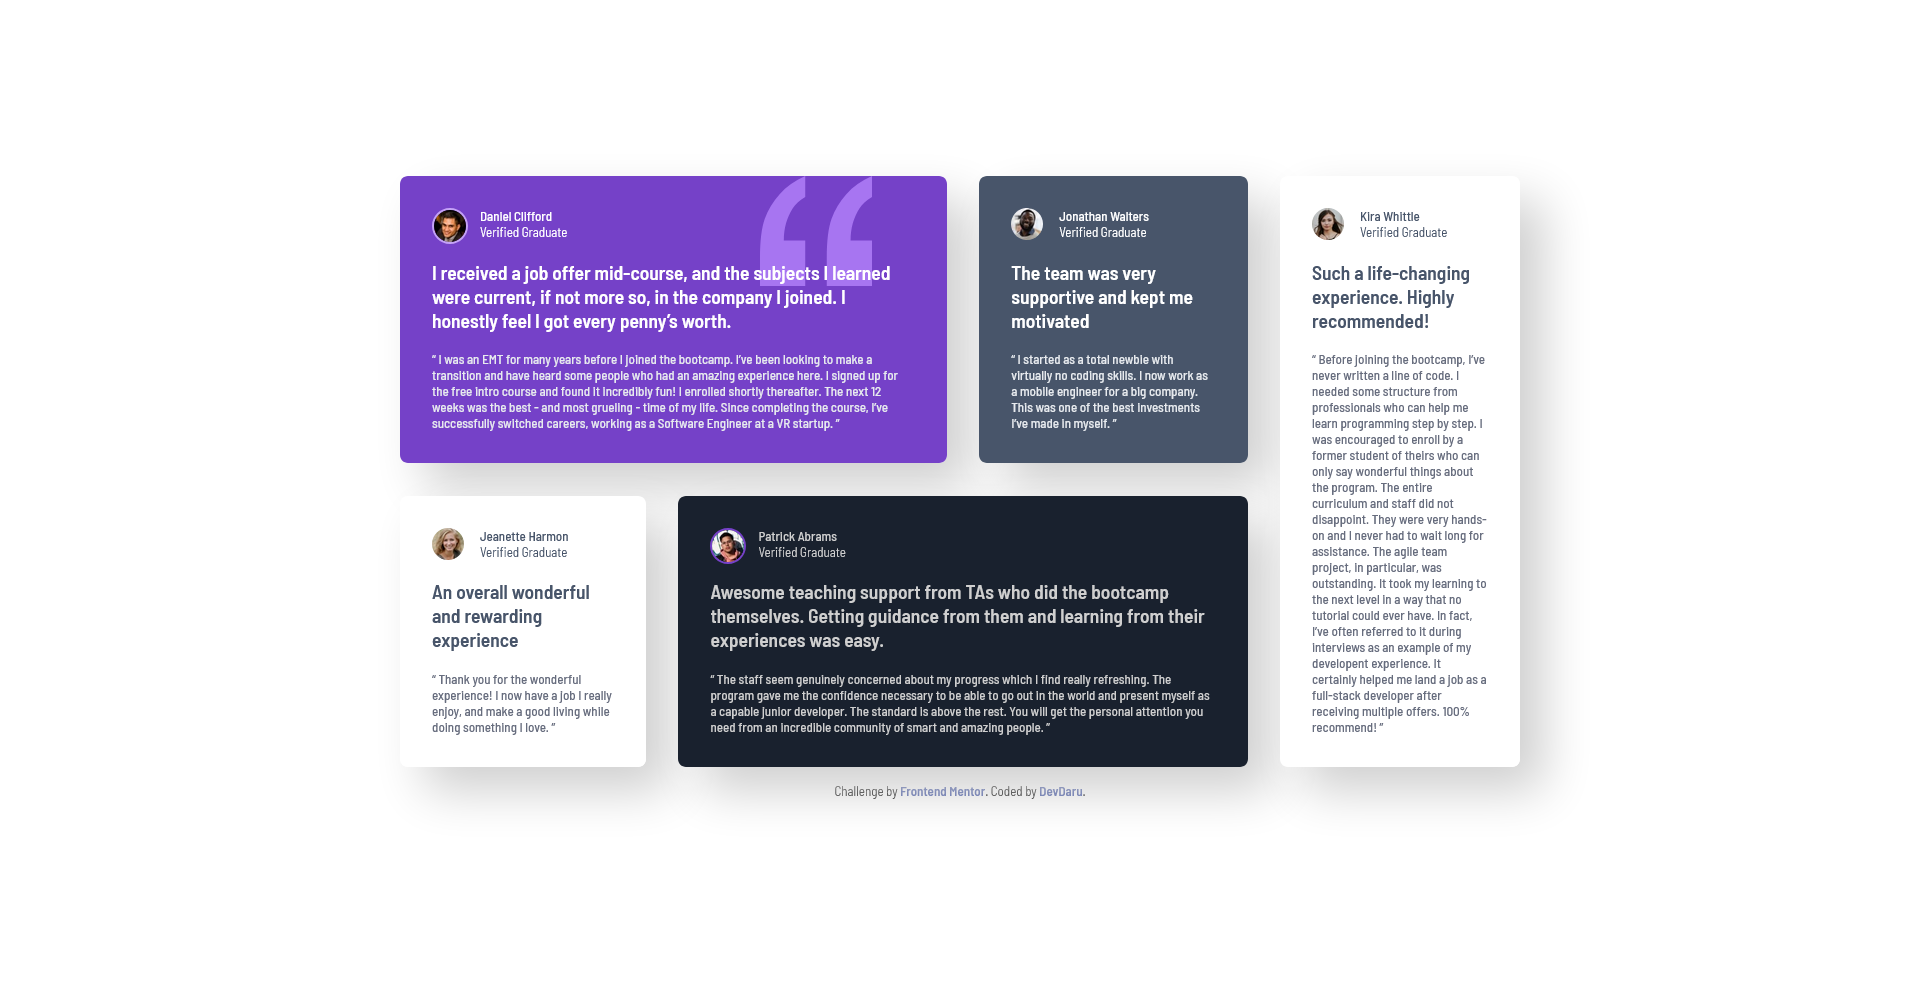 Daniel Clifford
Verified Graduate
I received a job offer mid-course, and the subjects I learned
were current, if not more so, in the company I joined. I
honestly feel I got every penny’s worth.
“ I was an EMT for many years before I joined the bootcamp. I’ve been looking to make a
transition and have heard some people who had an amazing experience here. I signed up for
the free intro course and found it incredibly fun! I enrolled shortly thereafter. The next 12
weeks was the best - and most grueling - time of my life. Since completing the course, I’ve
successfully switched careers, working as a Software Engineer at a VR startup. ”
Jonathan Walters
Verified Graduate
The team was very
supportive and kept me
motivated
“ I started as a total newbie with
virtually no coding skills. I now work as
a mobile engineer for a big company.
This was one of the best investments
I’ve made in myself. ”
Kira Whittle
Verified Graduate
Such a life-changing
experience. Highly
recommended!
“ Before joining the bootcamp, I’ve
never written a line of code. I
needed some structure from
professionals who can help me
learn programming step by step. I
was encouraged to enroll by a
former student of theirs who can
only say wonderful things about
the program. The entire
curriculum and staff did not
disappoint. They were very hands-
on and I never had to wait long for
assistance. The agile team
project, in particular, was
outstanding. It took my learning to
the next level in a way that no
tutorial could ever have. In fact,
I’ve often referred to it during
interviews as an example of my
developent experience. It
certainly helped me land a job as a
full-stack developer after
receiving multiple offers. 100%
recommend! ”
Jeanette Harmon
Verified Graduate
An overall wonderful
and rewarding
experience
“ Thank you for the wonderful
experience! I now have a job I really
enjoy, and make a good living while
doing something I love. ”
Patrick Abrams
Verified Graduate
Awesome teaching support from TAs who did the bootcamp
themselves. Getting guidance from them and learning from their
experiences was easy.
“ The staff seem genuinely concerned about my progress which I find really refreshing. The
program gave me the confidence necessary to be able to go out in the world and present myself as
a capable junior developer. The standard is above the rest. You will get the personal attention you
need from an incredible community of smart and amazing people. ”
Challenge by Frontend Mentor. Coded by DevDaru.